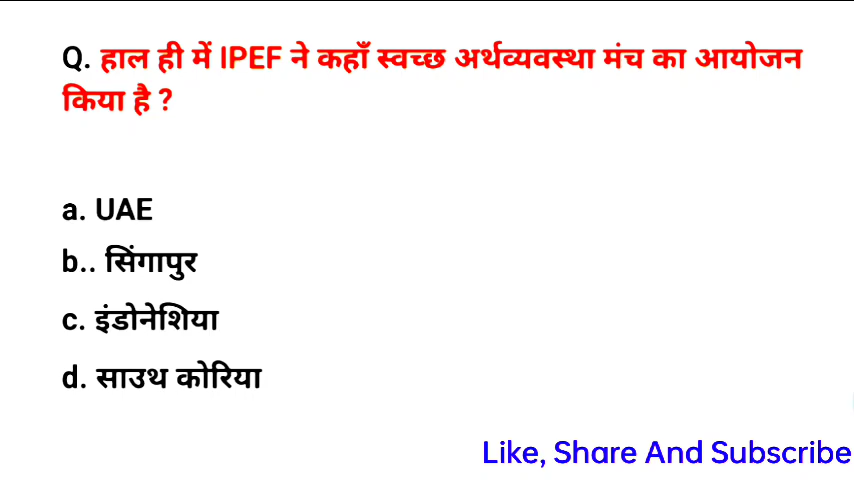 Q. हाल ही में IPEF ने कहाँ स्वच्छ अर्थव्यवस्था मंच का आयोजन
किया है ?
a. UAE
b.. सिंगापुर
c. इंडोनेशिया
d. साउथ कोरिया
Like, Share And Subscribe